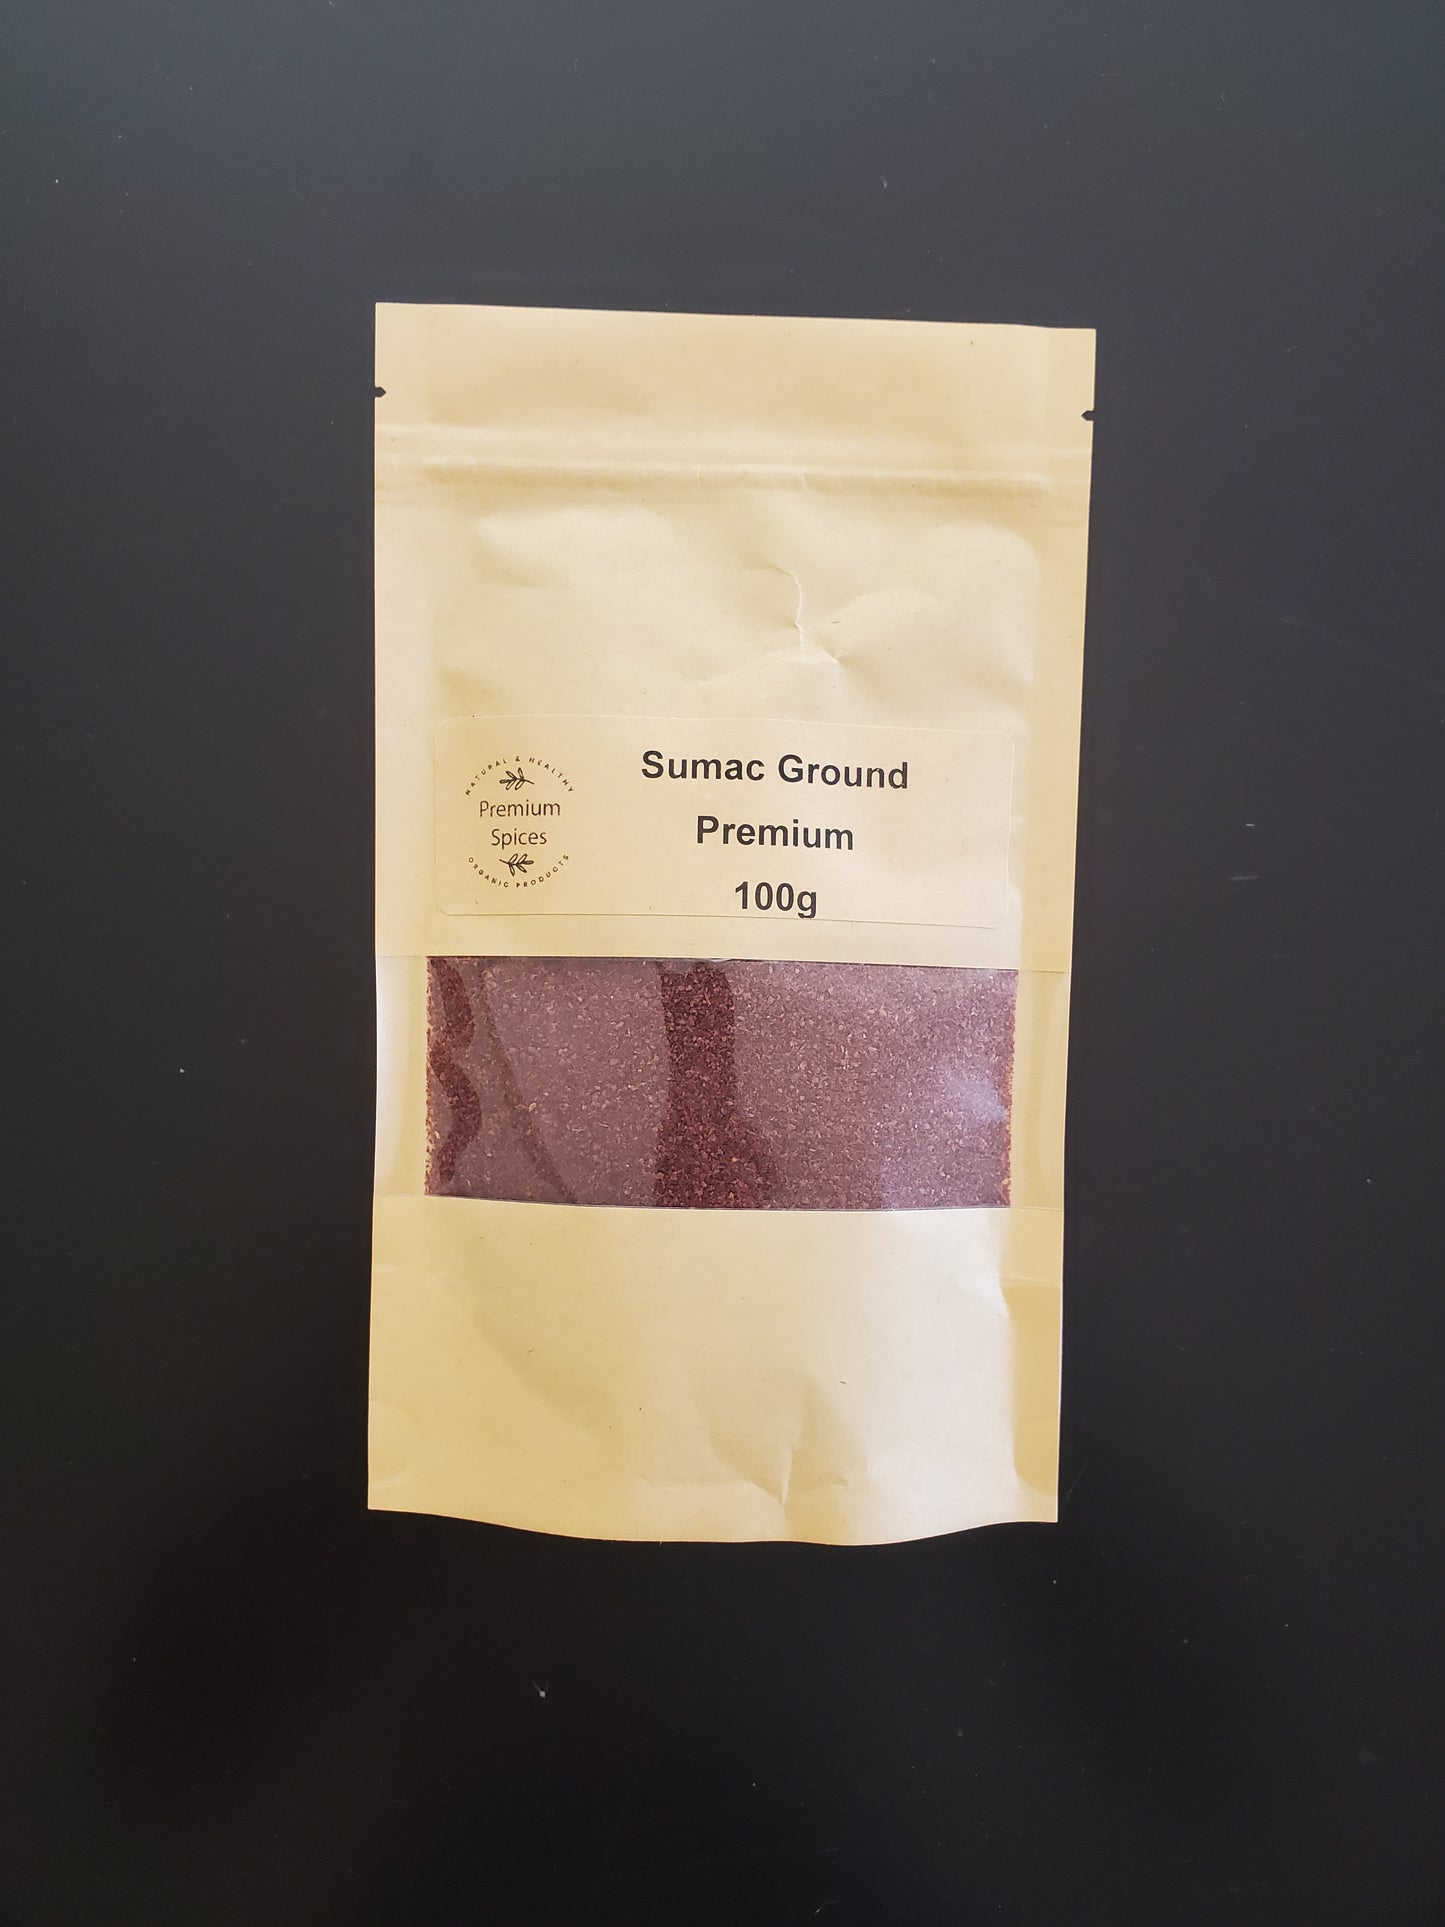 NATURAL & HEALTHY
Premium
Spices
ORGANIC PRODUCTS
Sumac Ground
Premium
100g